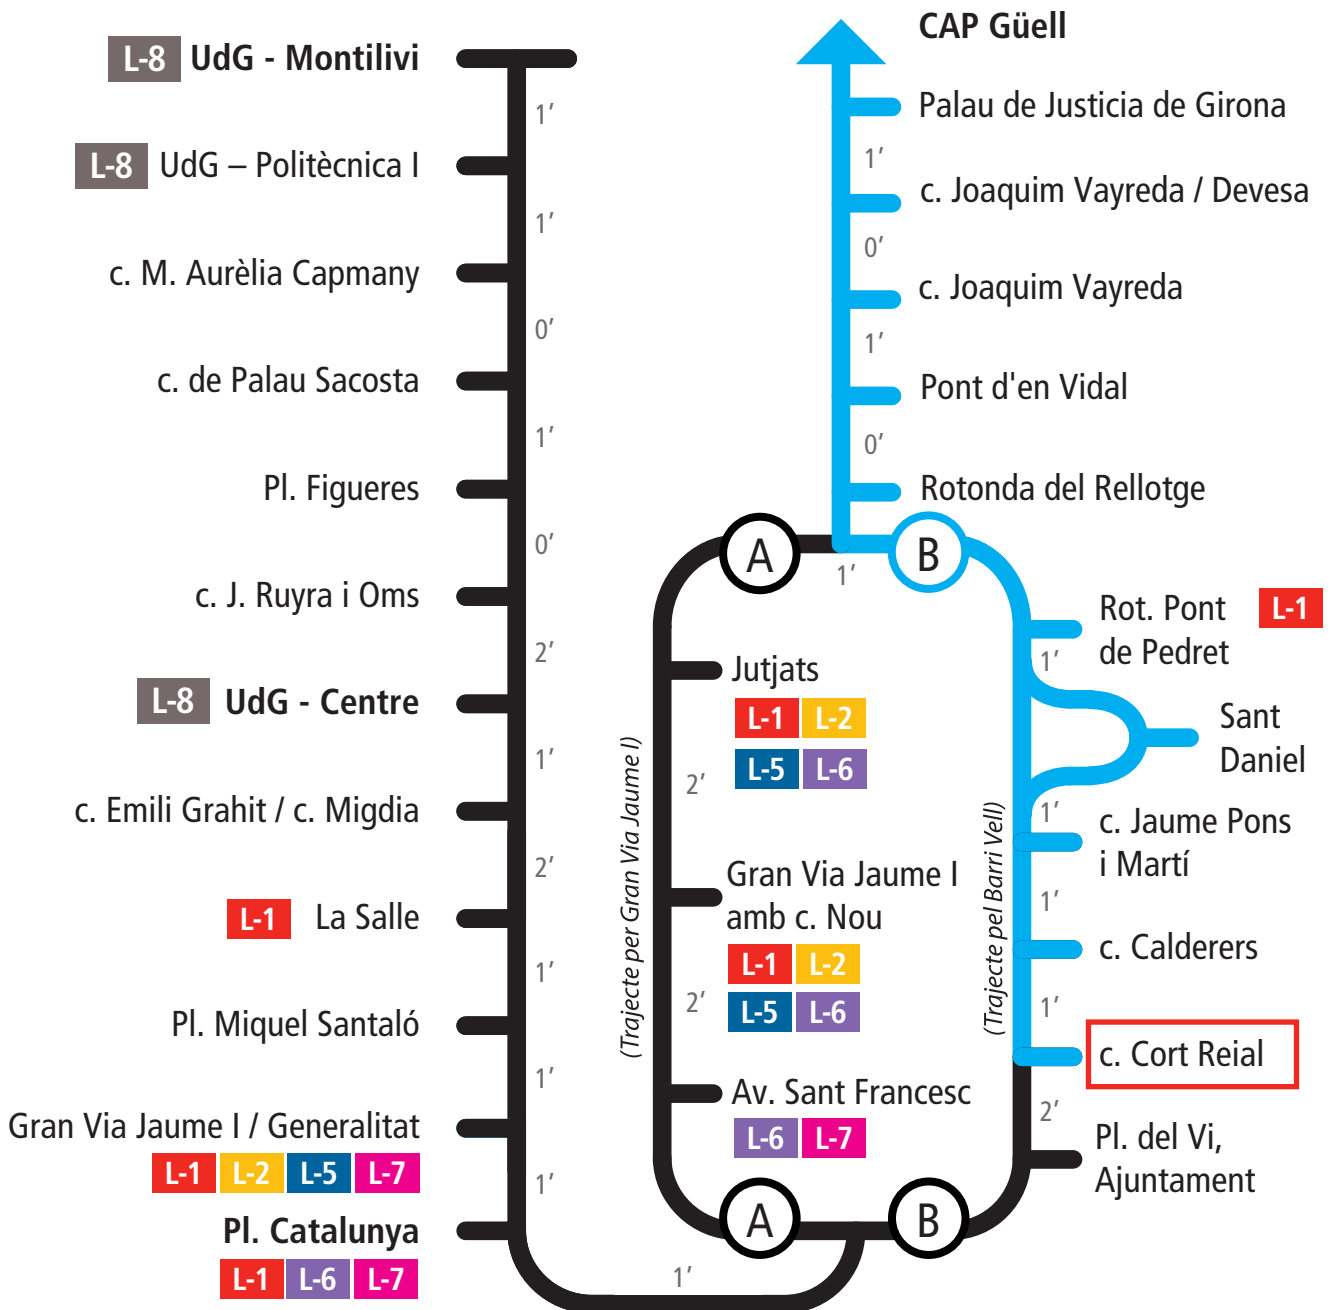 L-8 UdG - Montilivi
1’
L-8 UdG – Politècnica I
1’
c. M. Aurèlia Capmany
0’
c. de Palau Sacosta
1’
Pl. Figueres
0’
c. J. Ruyra i Oms
2’
L-8 UdG - Centre
1’
c. Emili Grahit / c. Migdia
2’
L-1 La Salle
1’
Pl. Miquel Santaló
1’
Gran Via Jaume I / Generalitat
L-1 L-2 L-5 L-7
1’
Pl. Catalunya
L-1 L-6 L-7
1’
(Trajecte per Gran Via Jaume I)
A
Jutjats
L-1 L-2
L-5 L-6
2’
Gran Via Jaume I
amb c. Nou
L-1 L-2
L-5 L-6
2’
Av. Sant Francesc
L-6 L-7
A
CAP Güell
Palau de Justicia de Girona
1’
c. Joaquim Vayreda / Devesa
0’
c. Joaquim Vayreda
1’
Pont d'en Vidal
0’
Rotonda del Rellotge
1’
B
Rot. Pont L-1
de Pedret
1’
Sant
Daniel
1’
(Trajecte pel Barri Vell)
c. Jaume Pons
i Martí
1’
c. Calderers
1’
c. Cort Reial
2’
Pl. del Vi,
Ajuntament
B